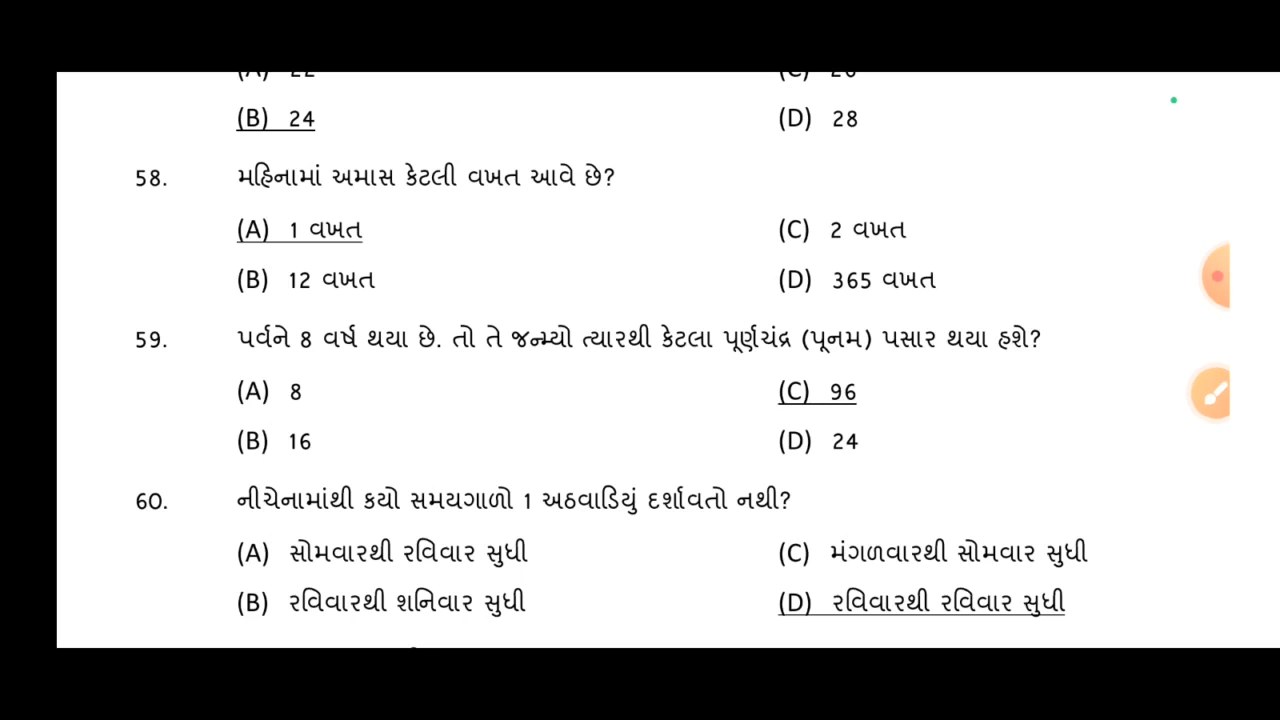 (B) 24 (D) 28
58. મહિનામાં અમાસ કેટલી વખત આવે છે?
(A) 1 વખત (C) 2 વખત
(B) 12 વખત (D) 365 વખત
59. પર્વને 8 વર્ષ થયા છે. તો તે જન્મ્યો ત્યારથી કેટલા પૂર્ણચંદ્ર (પૂનમ) પસાર થયા હશે?
(A) 8 (C) 96
(B) 16 (D) 24
60. નીચેનામાંથી કયો સમયગાળો 1 અઠવાડિયું દર્શાવતો નથી?
(A) સોમવારથી રવિવાર સુધી (C) મંગળવારથી સોમવાર સુધી
(B) રવિવારથી શનિવાર સુધી (D) રવિવારથી રવિવાર સુધી